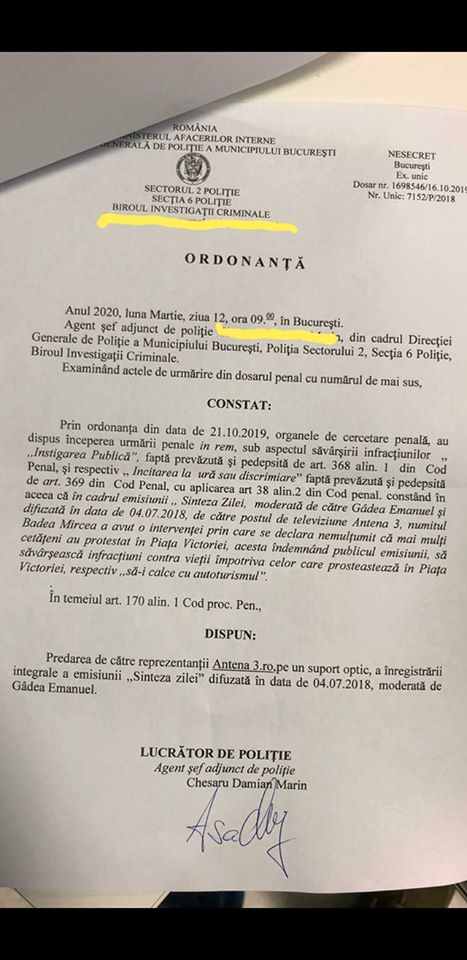 ROMÂNIA
MINISTERUL AFACERILOR INTERNE
GENERALĂ DE POLIȚIE A MUNICIPIULUI BUCUREȘTI
SECTORUL 2 POLIȚIE
SECȚIA 6 POLIȚIE
BIROUL INVESTIGAȚII CRIMINALE
NESECRET
București
Ex. unic
Dosar nr. 1698546/16.10.2019
Nr. Unic: 7152/P/2018
ORDONANȚĂ
Anul 2020, luna Martie, ziua 12, ora 09.00, în București.
Agent șef adjunct de poliție , din cadrul Direcției
Generale de Poliție a Municipiului București, Poliția Sectorului 2, Secția 6 Poliție,
Biroul Investigații Criminale.
Examinând actele de urmărire din dosarul penal cu numărul de mai sus,
CONSTAT:
Prin ordonanța din data de 21.10.2019, organele de cercetare penală, au
dispus începerea urmării penale in rem, sub aspectul săvârșirii infracțiunilor ,,
,,Instigarea Publică”, faptă prevăzută și pedepsită de art. 368 alin. 1 din Cod
Penal, și respectiv ,, Incitarea la ură sau discrimiare” faptă prevăzută și pedepsită
de art. 369 din Cod Penal, cu aplicarea art 38 alin.2 din Cod penal. constând în
aceea că în cadrul emisiunii ,, Sinteza Zilei, moderată de către Gâdea Emanuel și
difuzată în data de 04.07.2018, de către postul de televiziune Antena 3, numitul
Badea Mircea a avut o intervenței prin care se declara nemulțumit că mai mulți
cetățeni au protestat în Piața Victoriei, acesta îndemnând publicul emisiunii, să
săvârșească infracțiuni contra vieții împotriva celor care prosteastează în Piața
Victoriei, respectiv ,,să-i calce cu autoturismul”.
În temeiul art. 170 alin. 1 Cod proc. Pen.,
DISPUN:
Predarea de către reprezentanții Antena 3.ro,pe un suport optic, a înregistrării
integrale a emisiunii ,,Sinteza zilei” difuzată în data de 04.07.2018, moderată de
Gâdea Emanuel.
LUCRĂTOR DE POLIȚIE
Agent șef adjunct de poliție
Chesaru Damian Marin